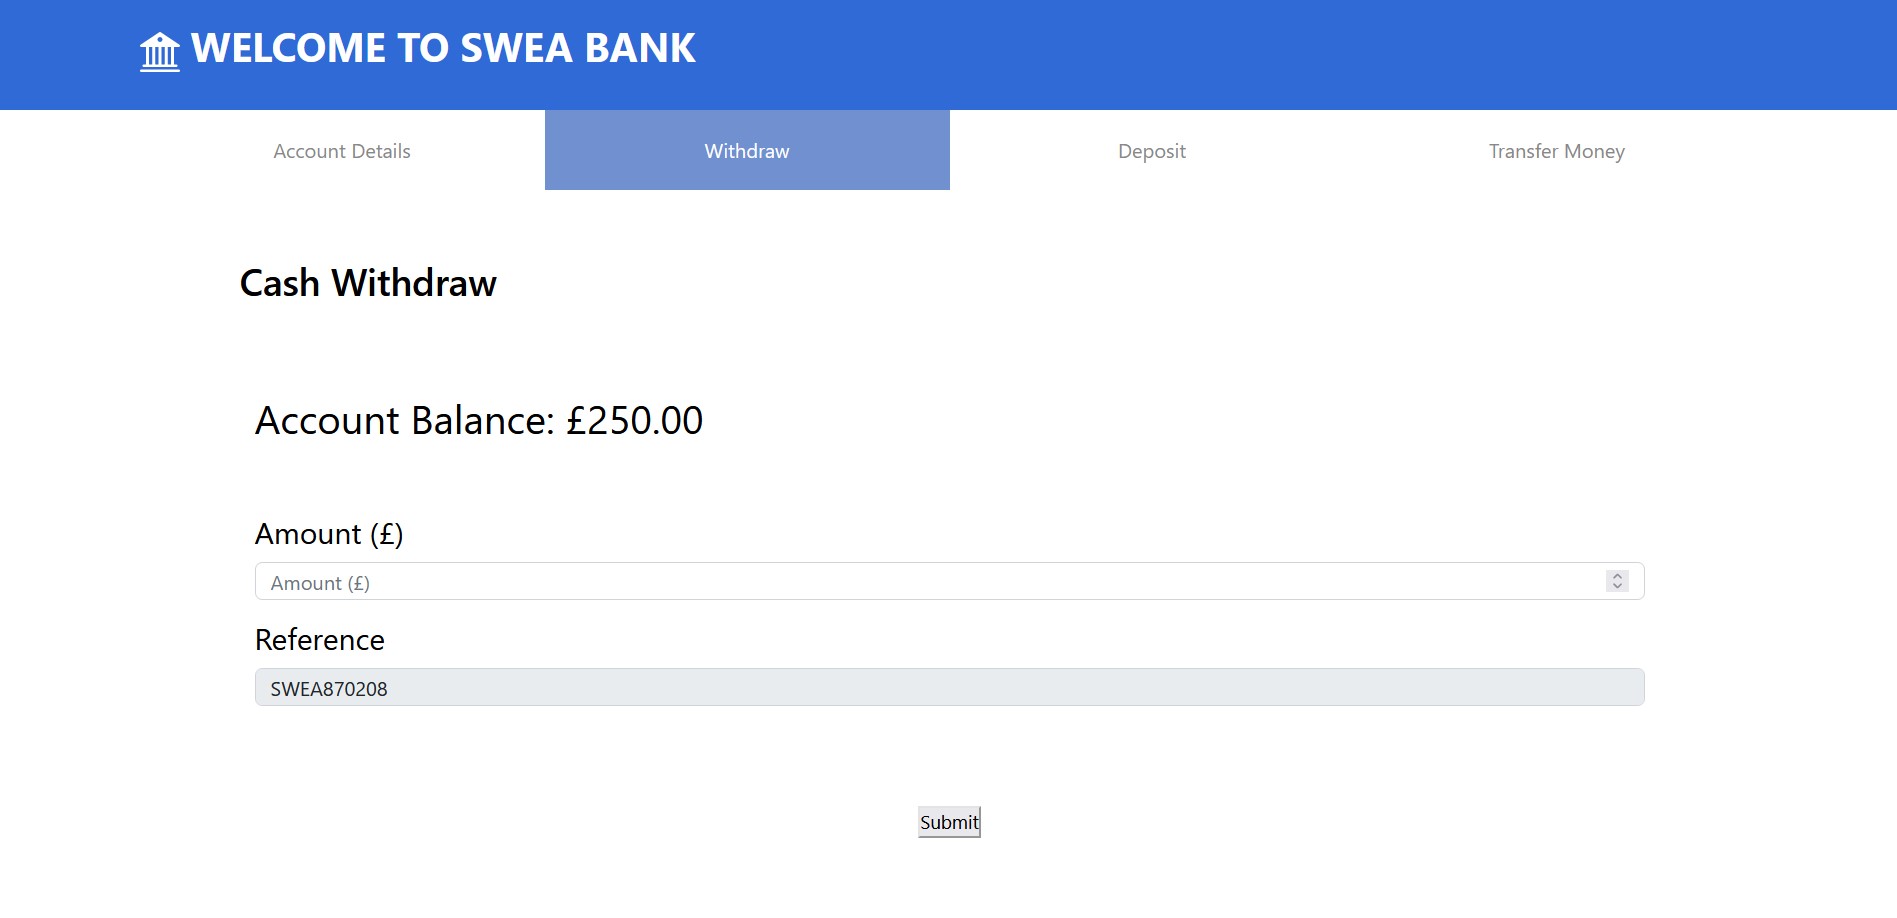 WELCOME TO SWEA BANK
Account Details
Withdraw
Deposit
Transfer Money
Cash Withdraw
Account Balance: £250.00
Amount (£)
Amount (£)
Reference
SWEA870208
Submit